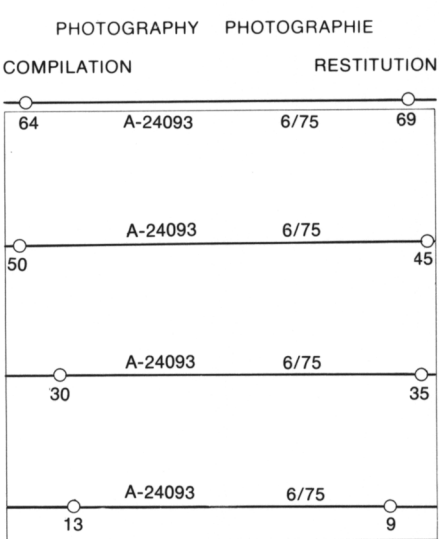 PHOTOGRAPHY PHOTOGRAPHIE
COMPILATION RESTITUTION
64 A-24093 6/75 69
A-24093 6/75
50 45
A-24093 6/75
30 35
A-24093 6/75
13 9